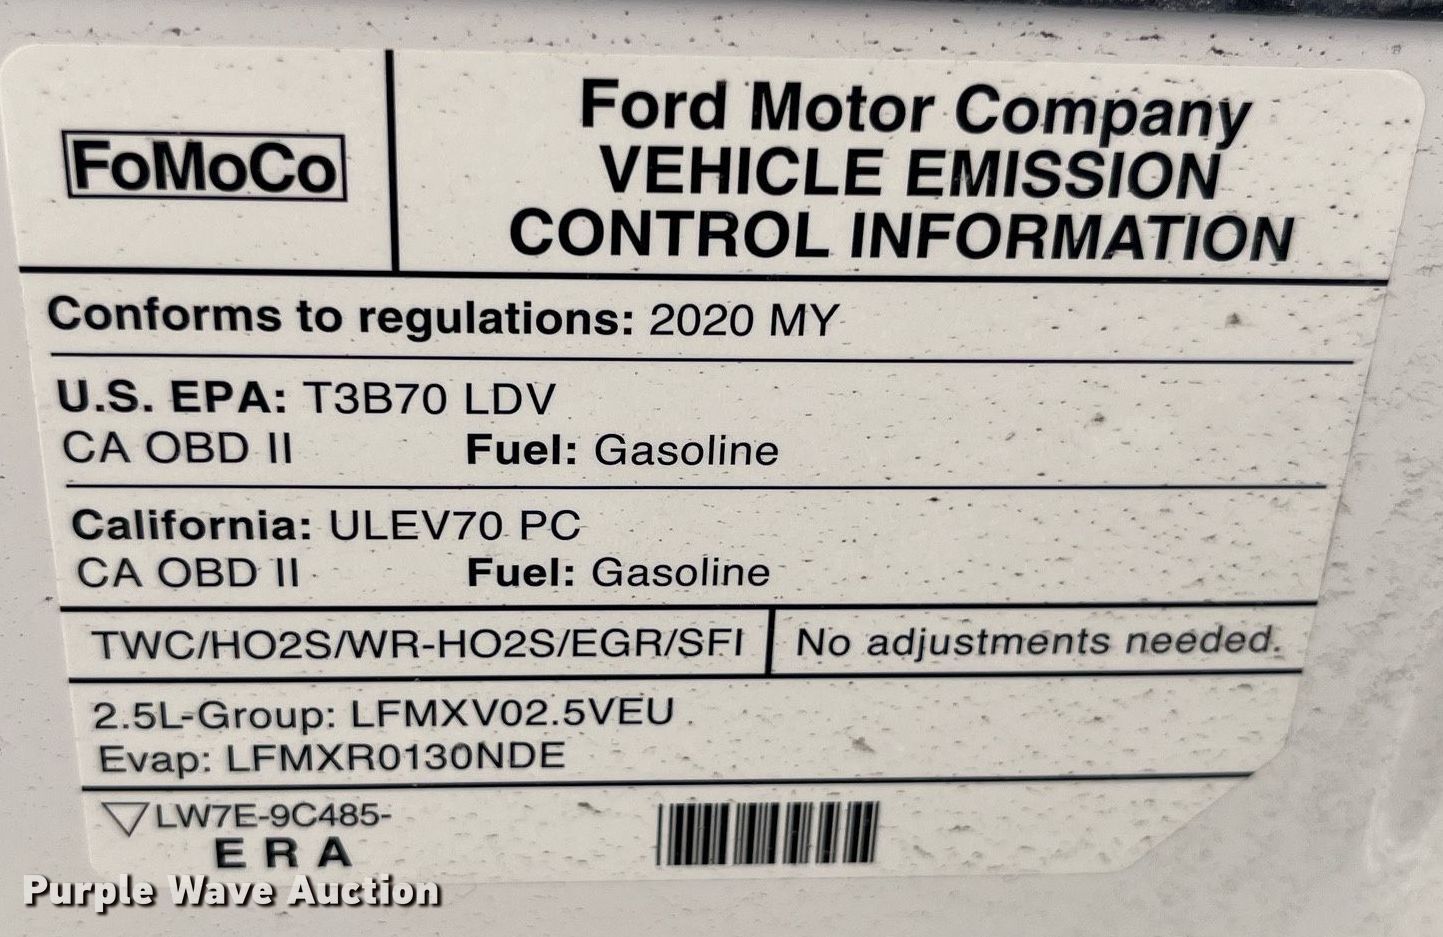 FoMoCo
Ford Motor Company
VEHICLE EMISSION
CONTROL INFORMATION
Conforms to regulations: 2020 MY
U.S. EPA: T3B70 LDV
CA OBD II Fuel: Gasoline
California: ULEV70 PC
CA OBD II Fuel: Gasoline
TWC/HO2S/WR-HO2S/EGR/SFI No adjustments needed.
2.5L-Group: LFMXV02.5VEU
Evap: LFMXR0130NDE
LW7E-9C485-
E R A
Purple Wave Auction